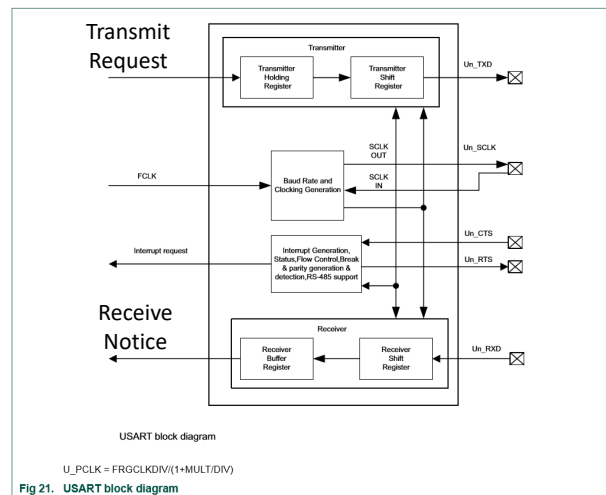 Transmit
Request
Transmitter
Transmitter
Holding
Register
Transmitter
Shift
Register
Un_TXD
SCLK
OUT
Un_SCLK
FCLK
Baud Rate and
Clocking Generation
SCLK
IN
Interrupt request
Interrupt Generation,
Status,Flow Control,Break
& parity generation &
detection,RS-485 support
Un_CTS
Un_RTS
Receive
Notice
Receiver
Receiver
Buffer
Register
Receiver
Shift
Register
Un_RXD
USART block diagram
U_PCLK = FRGCLKDIV/(1+MULT/DIV)
Fig 21. USART block diagram